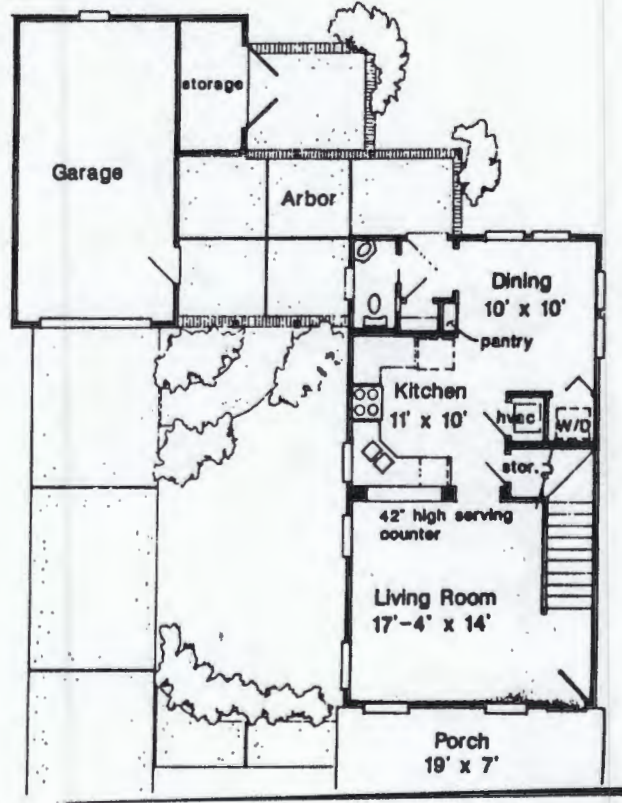 storage
Garage
Arbor
Dining
10' x 10'
pantry
Kitchen
11' x 10'
hvac
W/D
stor.
42" high serving
counter
Living Room
17'-4" x 14'
Porch
19' x 7'